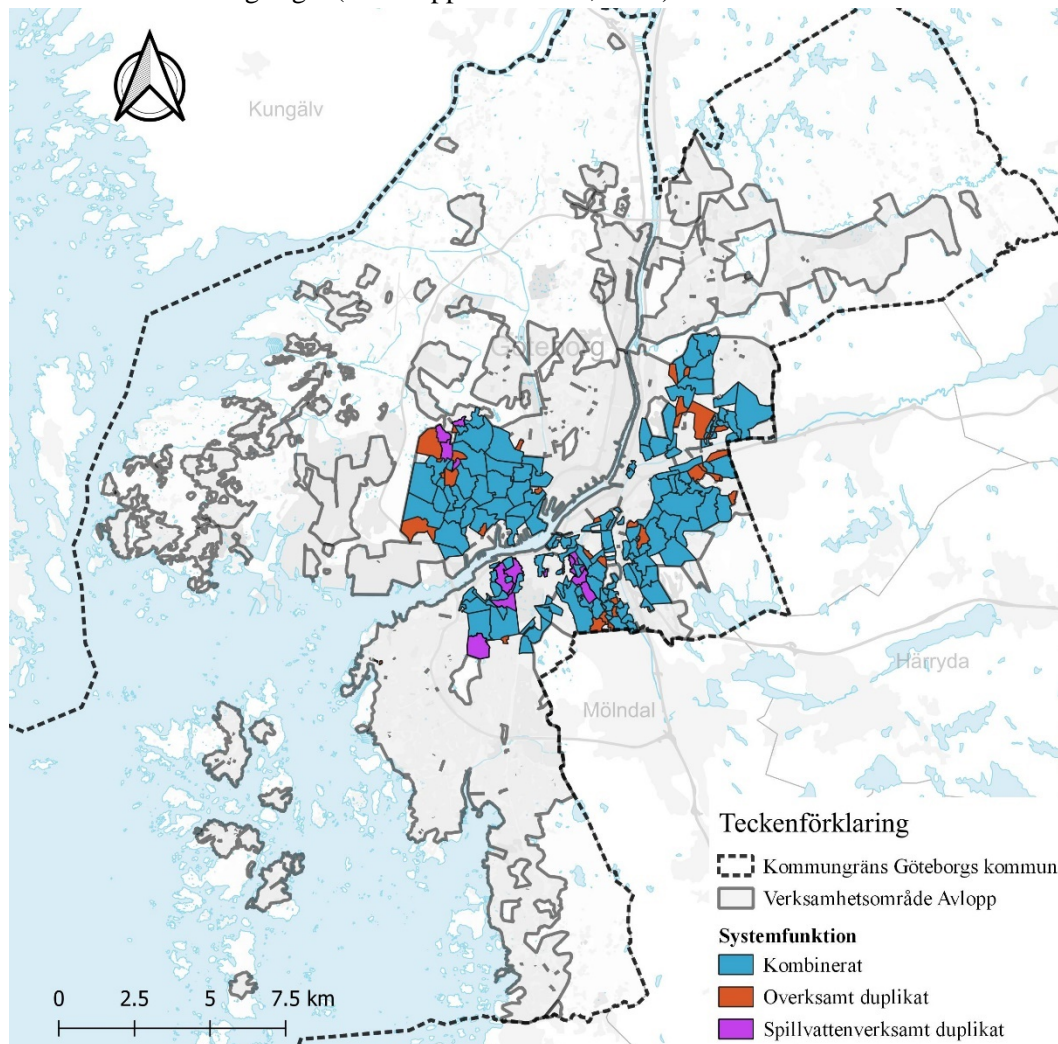 Kungälv
Göteborg
Härryda
Mölndal
Teckenförklaring
Kommungräns Göteborgs kommun
Verksamhetsområde Avlopp
Systemfunktion
Kombinerat
Overksamt duplikat
Spillvattenverksamt duplikat
0 2.5 5 7.5 km